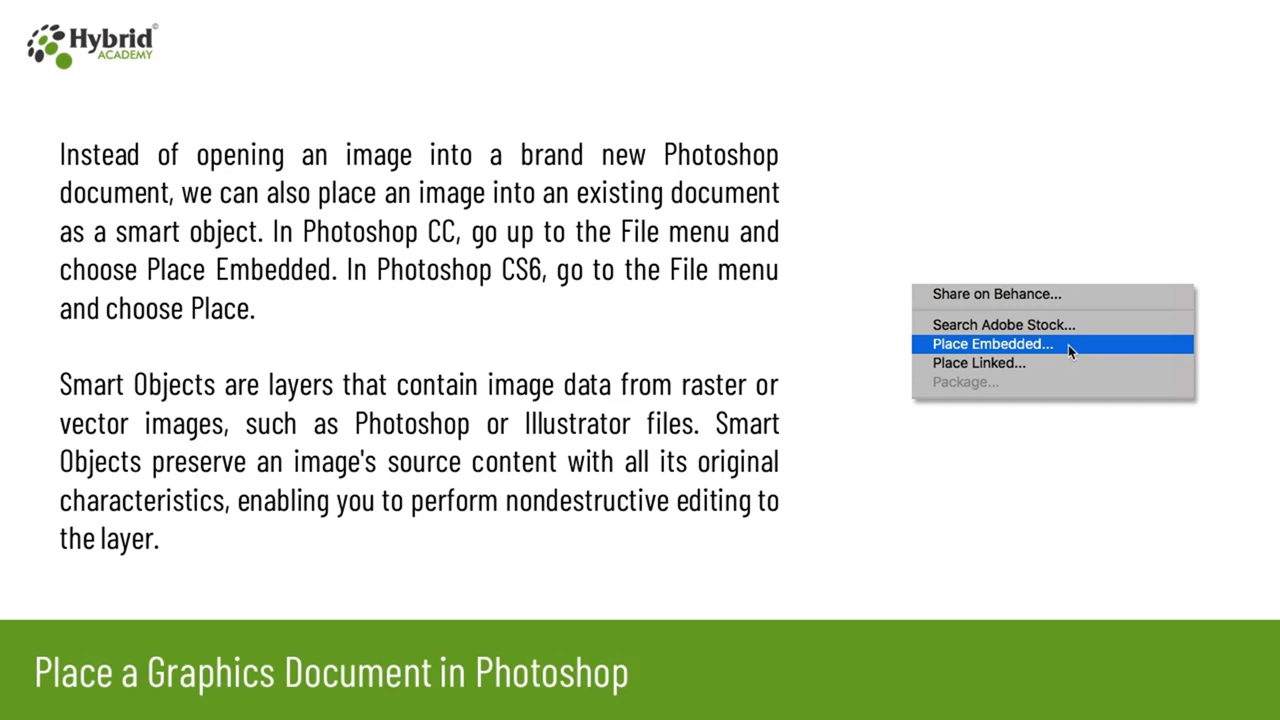 Hybrid
ACADEMY
Instead of opening an image into a brand new Photoshop
document, we can also place an image into an existing document
as a smart object. In Photoshop CC, go up to the File menu and
choose Place Embedded. In Photoshop CS6, go to the File menu
and choose Place.
Smart Objects are layers that contain image data from raster or
vector images, such as Photoshop or Illustrator files. Smart
Objects preserve an image's source content with all its original
characteristics, enabling you to perform nondestructive editing to
the layer.
Share on Behance...
Search Adobe Stock...
Place Embedded...
Place Linked...
Package...
Place a Graphics Document in Photoshop